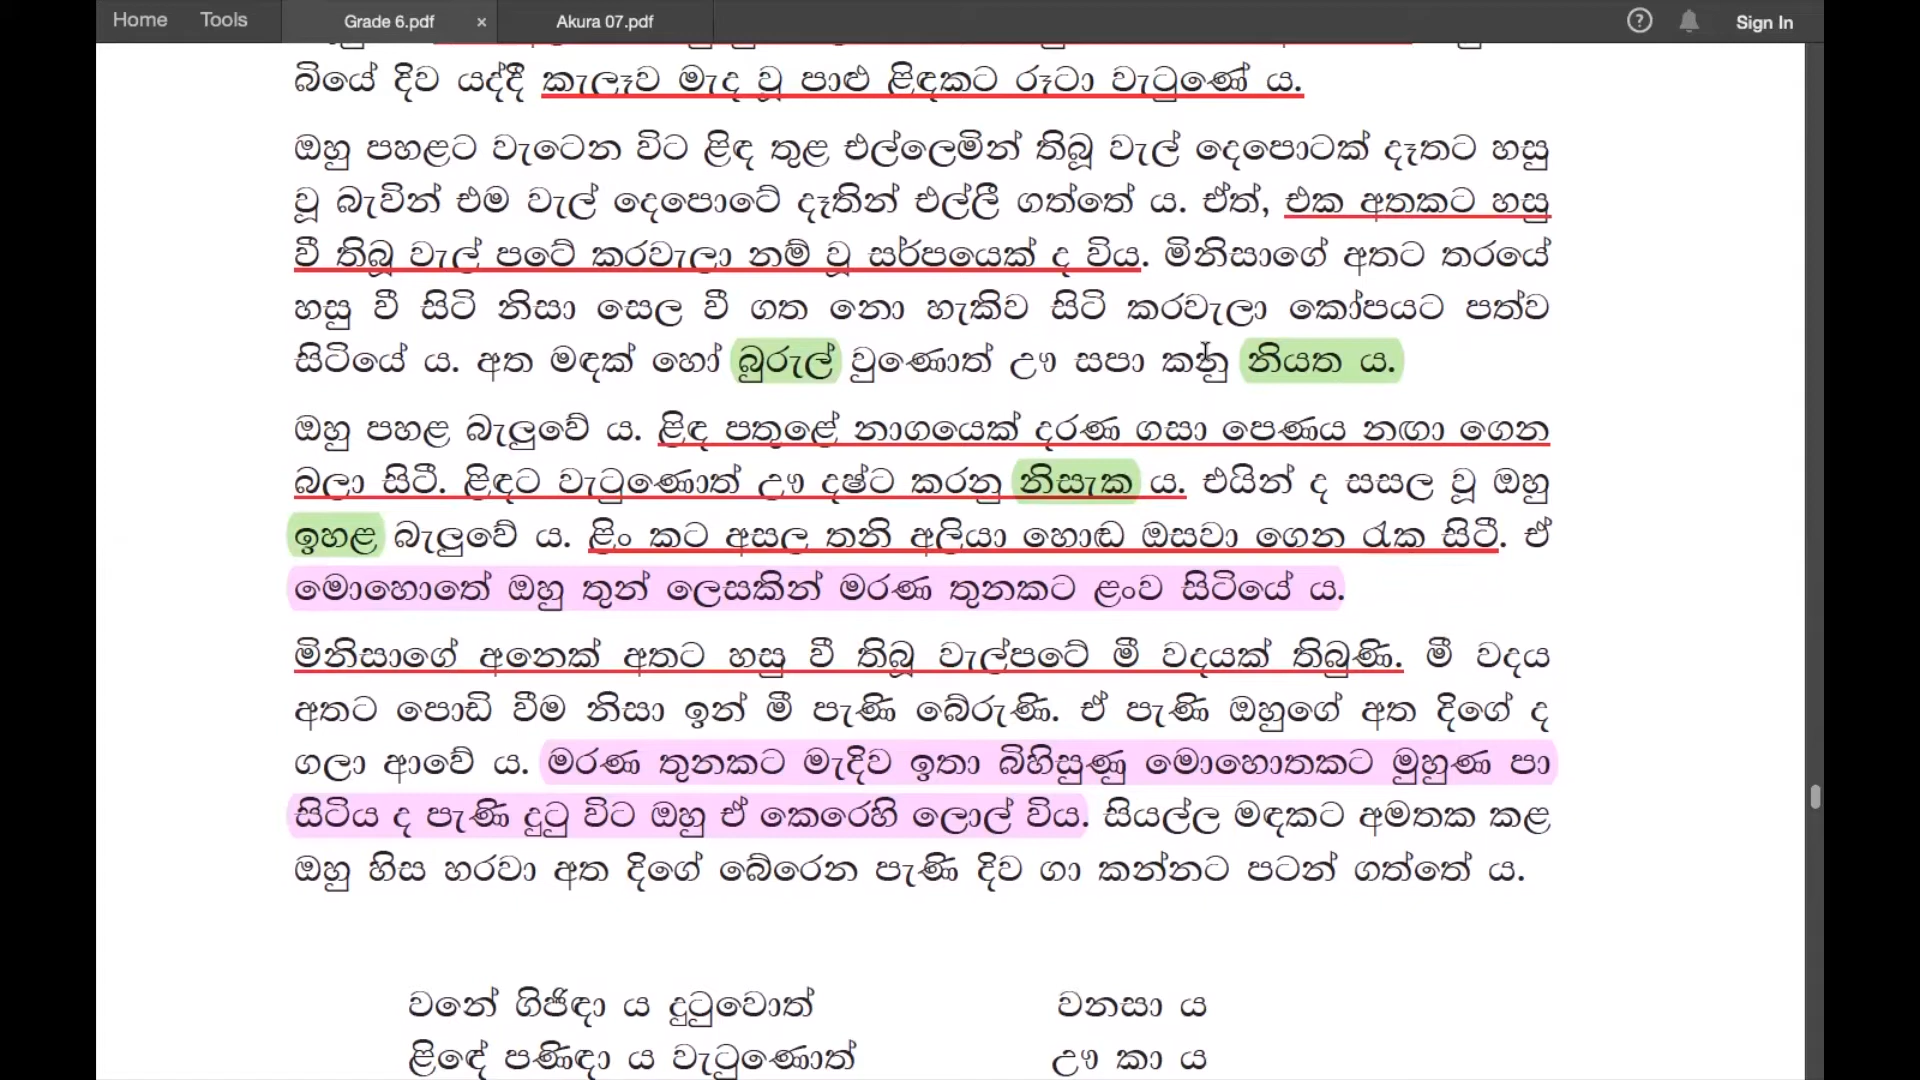 Home Tools Grade 6.pdf × Akura 07.pdf ? Sign In
බියේ දිව යද්දී කැලෑව මැද වූ පාළු ළිඳකට රූටා වැටුණේ ය.
ඔහු පහළට වැටෙන විට ළිඳ තුළ එල්ලෙමින් තිබූ වැල් දෙපොටක් දෑතට හසු
වූ බැවින් එම වැල් දෙපොටේ දෑතින් එල්ලී ගත්තේ ය. ඒත්, එක අතකට හසු
වී තිබූ වැල් පටේ කරවැලා නම් වූ සර්පයෙක් ද විය. මිනිසාගේ අතට තරයේ
හසු වී සිටි නිසා සෙල වී ගත නො හැකිව සිටි කරවැලා කෝපයට පත්ව
සිටියේ ය. අත මඳක් හෝ බුරුල් වුණොත් ඌ සපා කනු නියත ය.
ඔහු පහළ බැලුවේ ය. ළිඳ පතුළේ නාගයෙක් දරණ ගසා පෙණය නඟා ගෙන
බලා සිටී. ළිඳට වැටුණොත් ඌ දෂ්ට කරනු නිසැක ය. එයින් ද සසල වූ ඔහු
ඉහළ බැලුවේ ය. ළිං කට අසල තනි අලියා හොඬ ඔසවා ගෙන රැක සිටී. ඒ
මොහොතේ ඔහු තුන් ලෙසකින් මරණ තුනකට ළංව සිටියේ ය.
මිනිසාගේ අනෙක් අතට හසු වී තිබූ වැල්පටේ මී වදයක් තිබුණි. මී වදය
අතට පොඩි වීම නිසා ඉන් මී පැණි බේරුණි. ඒ පැණි ඔහුගේ අත දිගේ ද
ගලා ආවේ ය. මරණ තුනකට මැදිව ඉතා බිහිසුණු මොහොතකට මුහුණ පා
සිටිය ද පැණි දුටු විට ඔහු ඒ කෙරෙහි ලොල් විය. සියල්ල මඳකට අමතක කළ
ඔහු හිස හරවා අත දිගේ බේරෙන පැණි දිව ගා කන්නට පටන් ගත්තේ ය.
වනේ ගිජිඳා ය දුටුවොත් වනසා ය
ළිඳේ පණිඳා ය වැටුණොත් ඌ කා ය